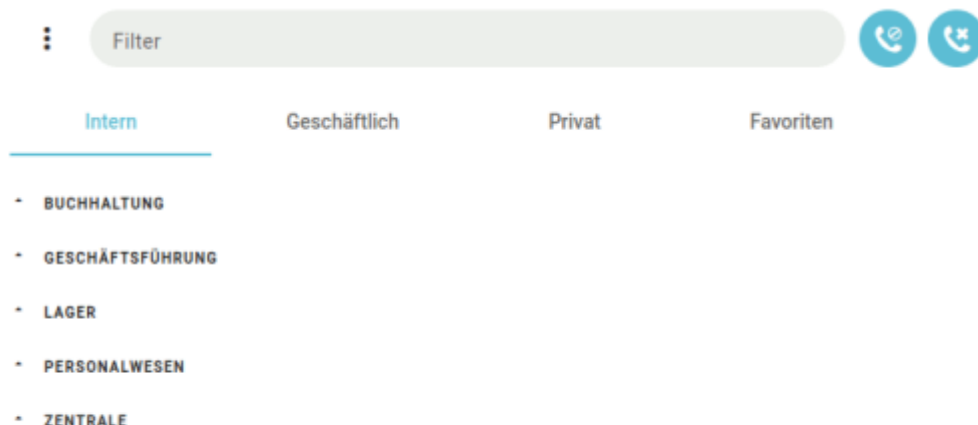 Filter
Intern Geschäftlich Privat Favoriten
BUCHHALTUNG
GESCHÄFTSFÜHRUNG
LAGER
PERSONALWESEN
ZENTRALE